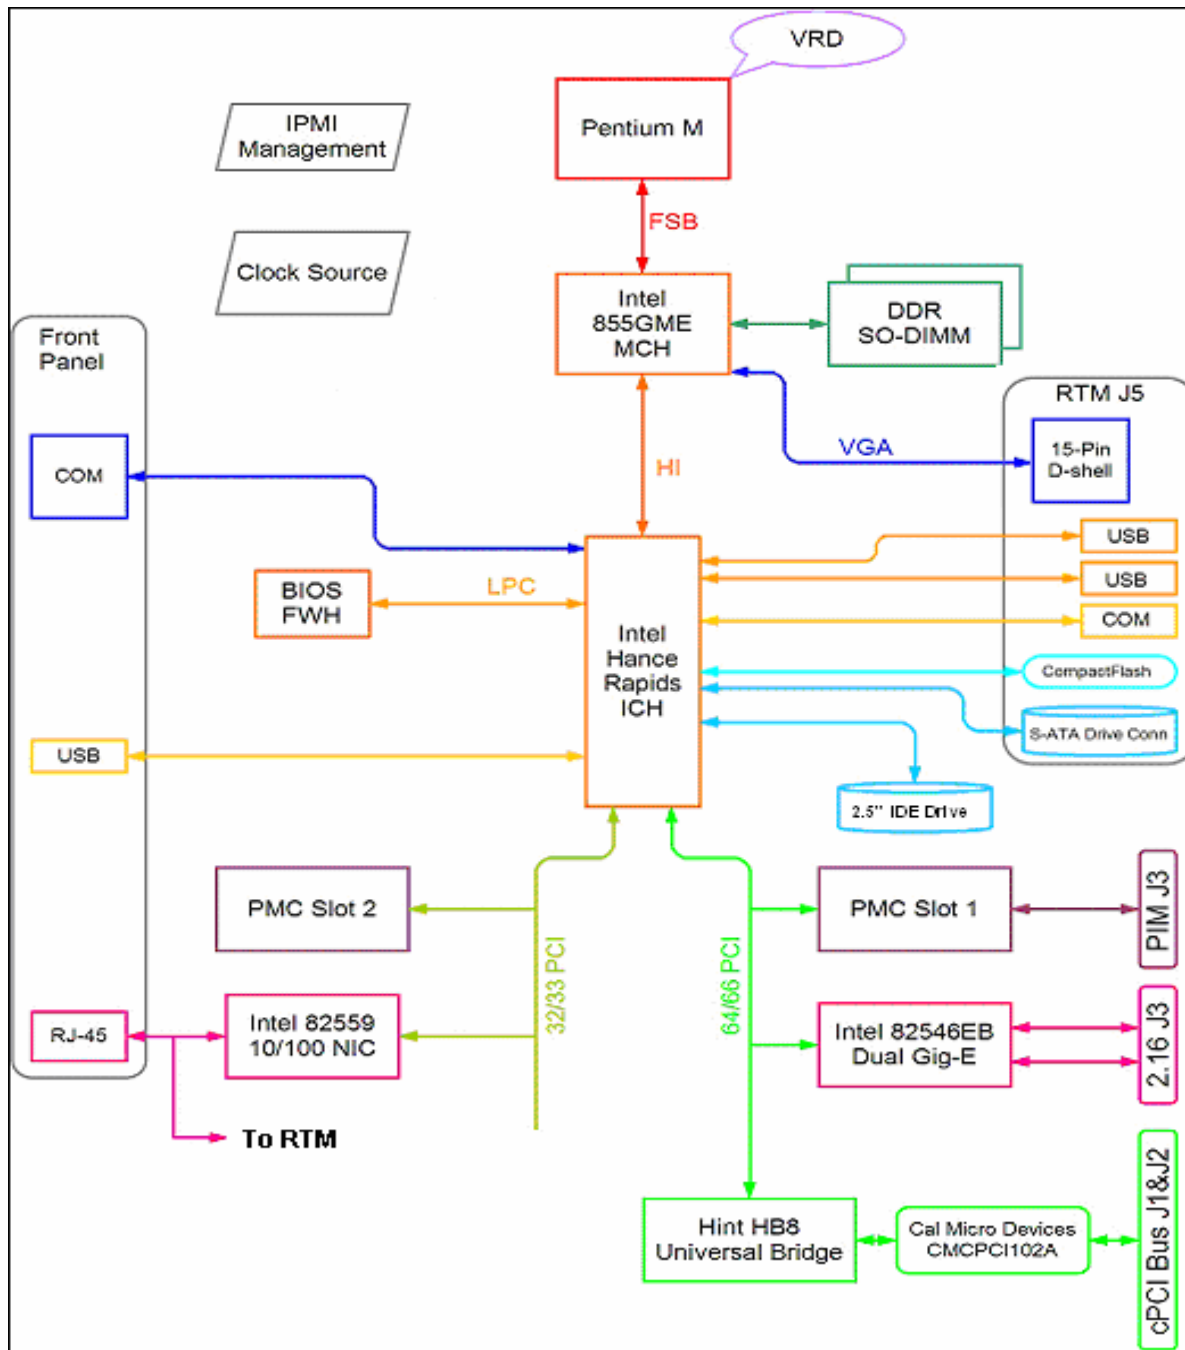 VRD
Pentium M
IPMI
Management
FSB
Clock Source
Intel
855GME
MCH
DDR
SO-DIMM
Front
Panel
RTM J5
COM
HI
VGA
15-Pin
D-shell
USB
BIOS
FWH
LPC
USB
COM
Intel
Hance
Rapids
ICH
CompactFlash
USB
S-ATA Drive Conn
2.5" IDE Drive
PMC Slot 2
32/33 PCI
64/66 PCI
PMC Slot 1
PIM J3
RJ-45
Intel 82559
10/100 NIC
Intel 82546EB
Dual Gig-E
2.16 J3
To RTM
Hint HB8
Universal Bridge
Cal Micro Devices
CMCPCI102A
cPCI Bus J1&J2